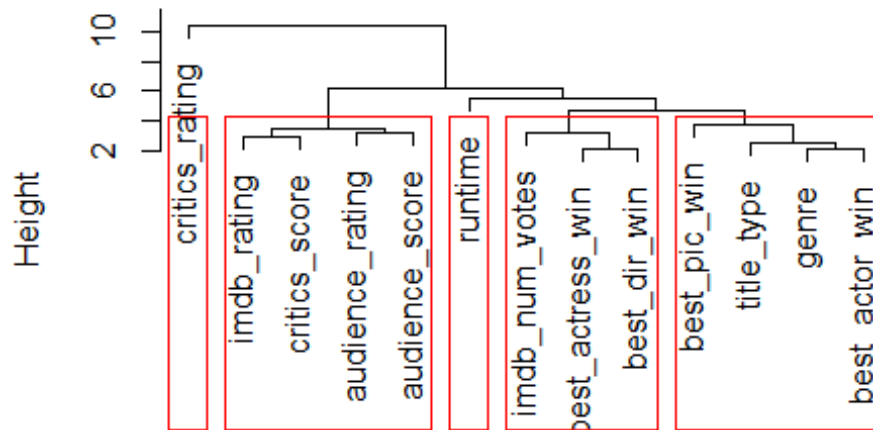 Height
10
6
2
critics_rating
imdb_rating
critics_score
audience_rating
audience_score
runtime
imdb_num_votes
best_actress_win
best_dir_win
best_pic_win
title_type
genre
best_actor_win